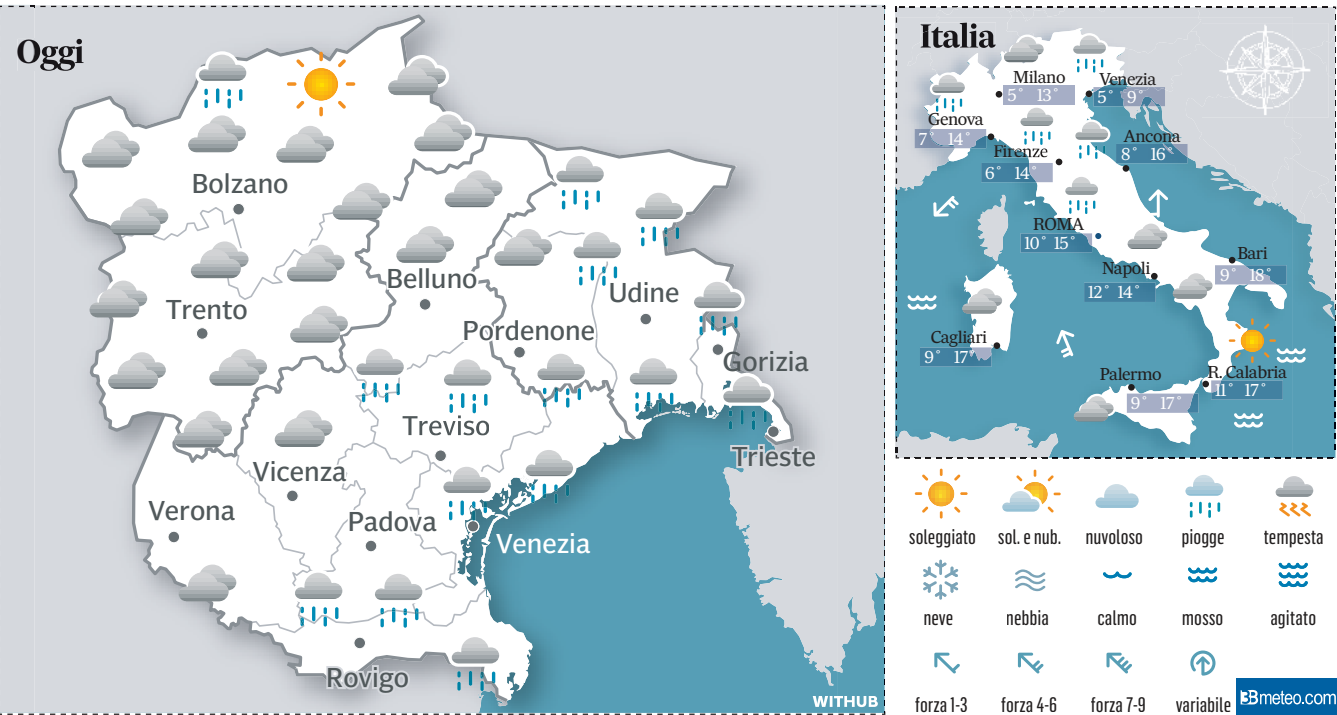 Oggi
Bolzano
Trento
Belluno
Udine
Pordenone
Gorizia
Treviso
Trieste
Vicenza
Verona
Padova
Venezia
Rovigo
WITHUB
Italia
Milano
5° 13°
Venezia
5° 9°
Genova
7° 14°
Firenze
6° 14°
Ancona
8° 16°
ROMA
10° 15°
Napoli
12° 14°
Bari
9° 18°
Cagliari
9° 17°
Palermo
9° 17°
R. Calabria
11° 17°
soleggiato sol. e nub. nuvoloso piogge tempesta
neve nebbia calmo mosso agitato
forza 1-3 forza 4-6 forza 7-9 variabile
3Bmeteo.com